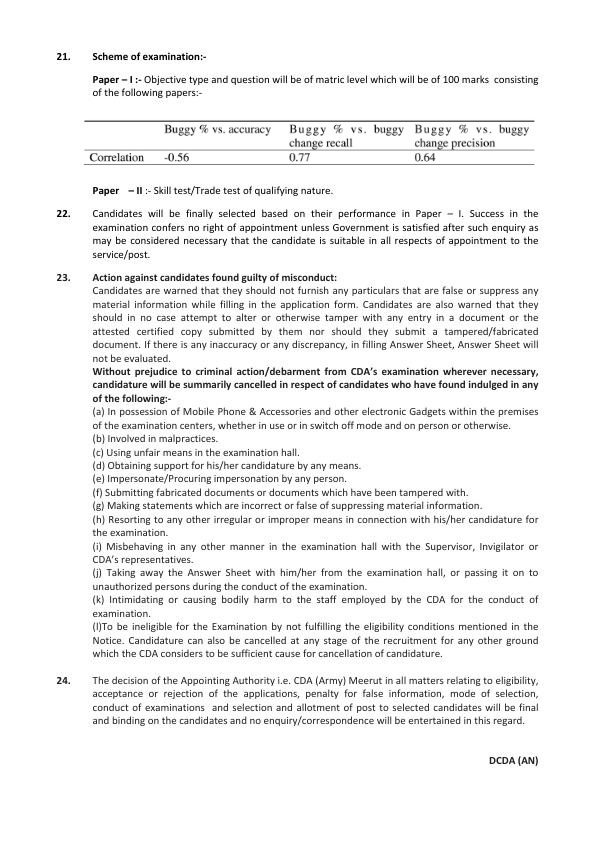 21. Scheme of examination:-
Paper – I :- Objective type and question will be of matric level which will be of 100 marks consisting
of the following papers:-
Buggy % vs. accuracy Buggy % vs. buggy Buggy % vs. buggy
change recall change precision
Correlation -0.56 0.77 0.64
Paper – II :- Skill test/Trade test of qualifying nature.
22. Candidates will be finally selected based on their performance in Paper – I. Success in the
examination confers no right of appointment unless Government is satisfied after such enquiry as
may be considered necessary that the candidate is suitable in all respects of appointment to the
service/post.
23. Action against candidates found guilty of misconduct:
Candidates are warned that they should not furnish any particulars that are false or suppress any
material information while filling in the application form. Candidates are also warned that they
should in no case attempt to alter or otherwise tamper with any entry in a document or the
attested certified copy submitted by them nor should they submit a tampered/fabricated
document. If there is any inaccuracy or any discrepancy, in filling Answer Sheet, Answer Sheet will
not be evaluated.
Without prejudice to criminal action/debarment from CDA's examination wherever necessary,
candidature will be summarily cancelled in respect of candidates who have found indulged in any
of the following:-
(a) In possession of Mobile Phone & Accessories and other electronic Gadgets within the premises
of the examination centers, whether in use or in switch off mode and on person or otherwise.
(b) Involved in malpractices.
(c) Using unfair means in the examination hall.
(d) Obtaining support for his/her candidature by any means.
(e) Impersonate/Procuring impersonation by any person.
(f) Submitting fabricated documents or documents which have been tampered with.
(g) Making statements which are incorrect or false of suppressing material information.
(h) Resorting to any other irregular or improper means in connection with his/her candidature for
the examination.
(i) Misbehaving in any other manner in the examination hall with the Supervisor, Invigilator or
CDA's representatives.
(j) Taking away the Answer Sheet with him/her from the examination hall, or passing it on to
unauthorized persons during the conduct of the examination.
(k) Intimidating or causing bodily harm to the staff employed by the CDA for the conduct of
examination.
(l)To be ineligible for the Examination by not fulfilling the eligibility conditions mentioned in the
Notice. Candidature can also be cancelled at any stage of the recruitment for any other ground
which the CDA considers to be sufficient cause for cancellation of candidature.
24. The decision of the Appointing Authority i.e. CDA (Army) Meerut in all matters relating to eligibility,
acceptance or rejection of the applications, penalty for false information, mode of selection,
conduct of examinations and selection and allotment of post to selected candidates will be final
and binding on the candidates and no enquiry/correspondence will be entertained in this regard.
DCDA (AN)